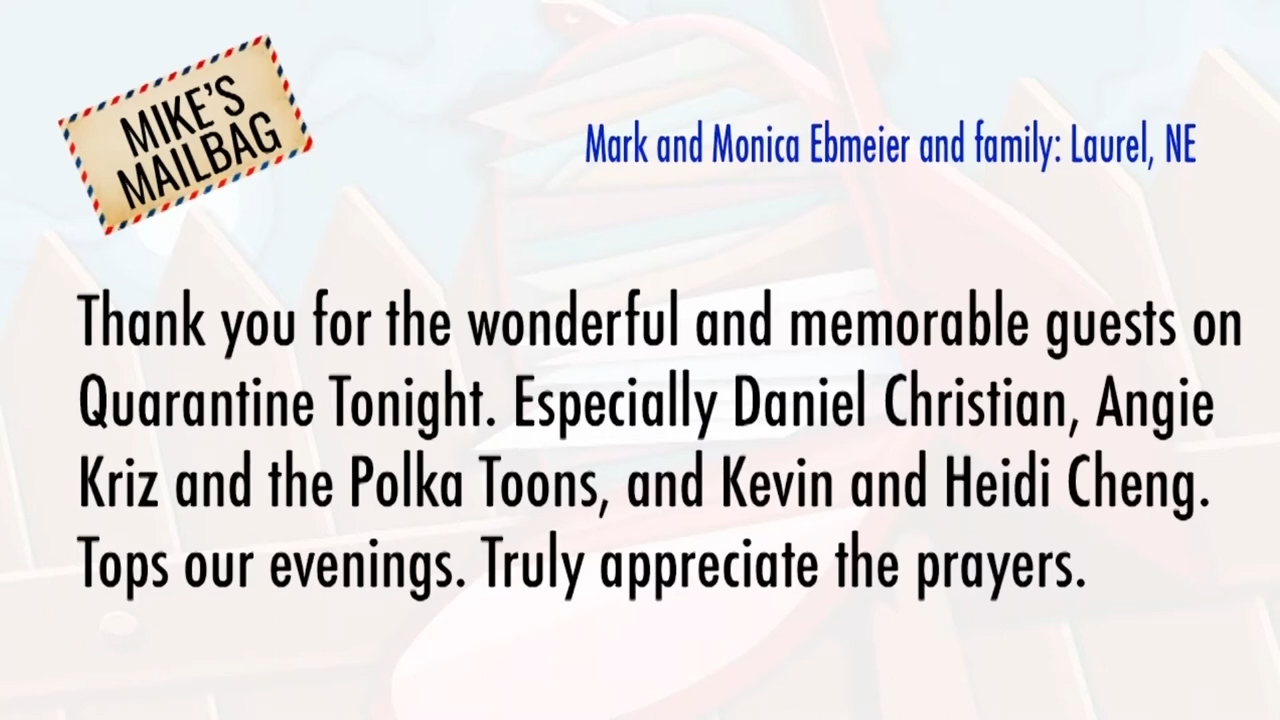 MIKE'S
MAILBAG
Mark and Monica Ebmeier and family: Laurel, NE
Thank you for the wonderful and memorable guests on
Quarantine Tonight. Especially Daniel Christian, Angie
Kriz and the Polka Toons, and Kevin and Heidi Cheng.
Tops our evenings. Truly appreciate the prayers.